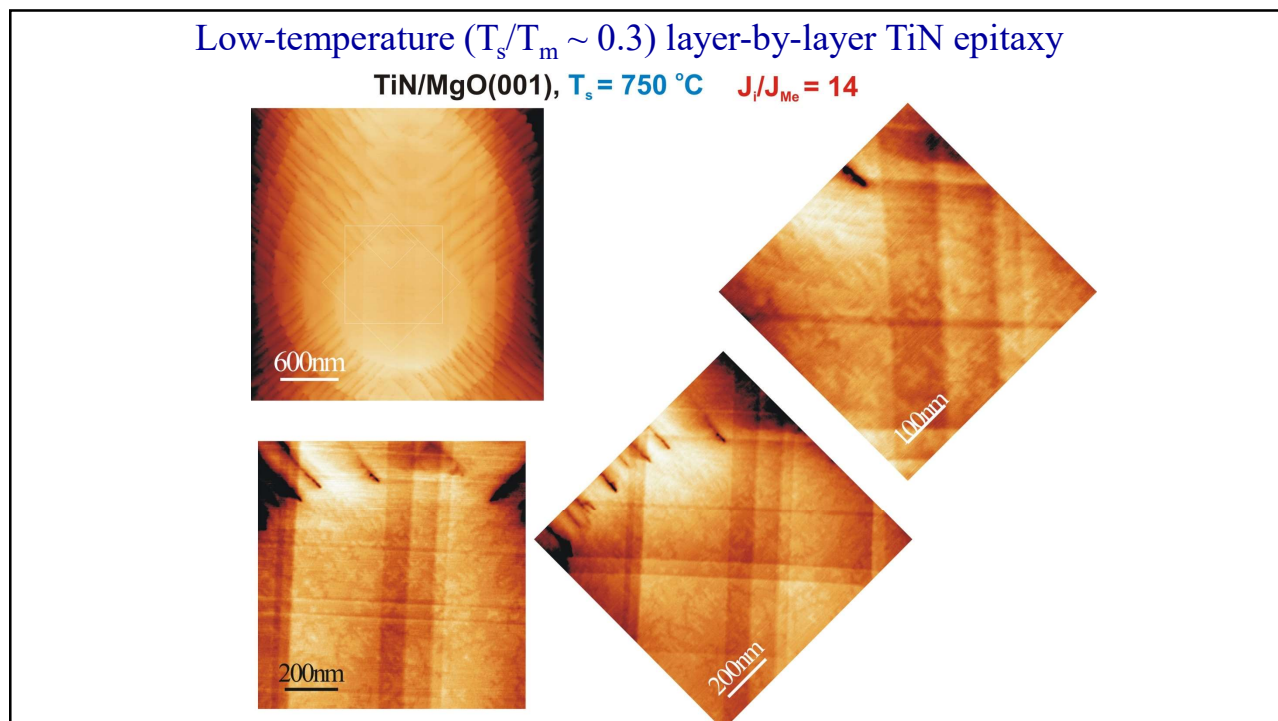 Low-temperature (Tₛ/Tₘ ~ 0.3) layer-by-layer TiN epitaxy
TiN/MgO(001), Tₛ = 750 °C Jᵢ/J_Me = 14
600nm
100nm
200nm
200nm